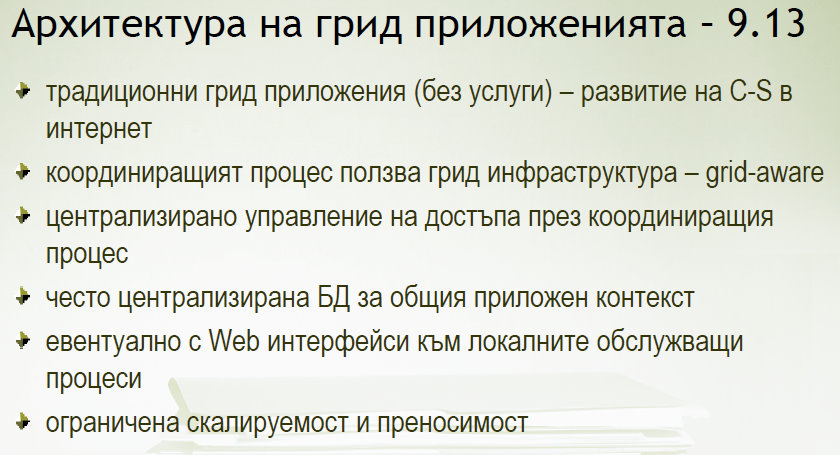 Архитектура на грид приложенията – 9.13
традиционни грид приложения (без услуги) – развитие на C-S в
интернет
координиращият процес ползва грид инфраструктура – grid-aware
централизирано управление на достъпа през координиращия
процес
често централизирана БД за общия приложен контекст
евентуално с Web интерфейси към локалните обслужващи
процеси
ограничена скалируемост и преносимост